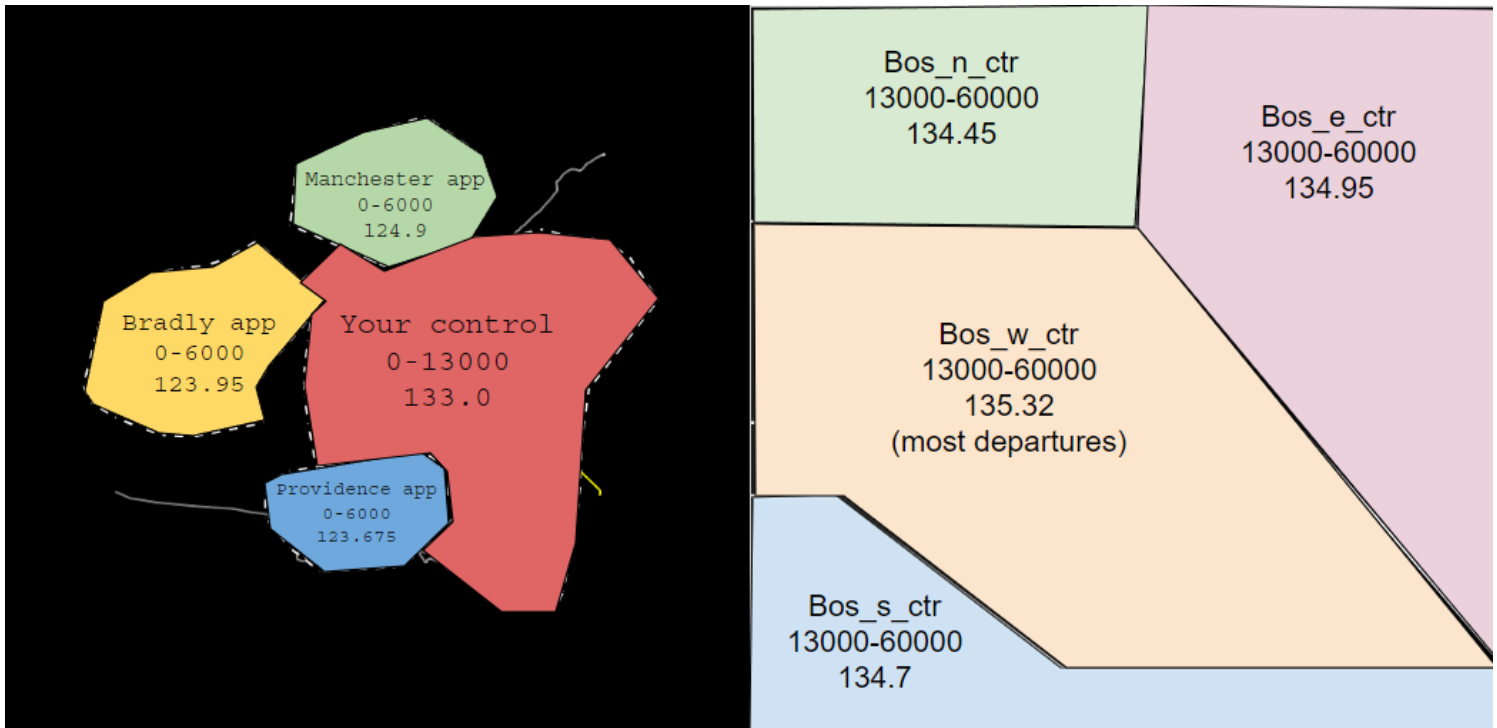 Manchester app
0-6000
124.9
Bradly app
0-6000
123.95
Your control
0-13000
133.0
Providence app
0-6000
123.675
Bos_n_ctr
13000-60000
134.45
Bos_e_ctr
13000-60000
134.95
Bos_w_ctr
13000-60000
135.32
(most departures)
Bos_s_ctr
13000-60000
134.7